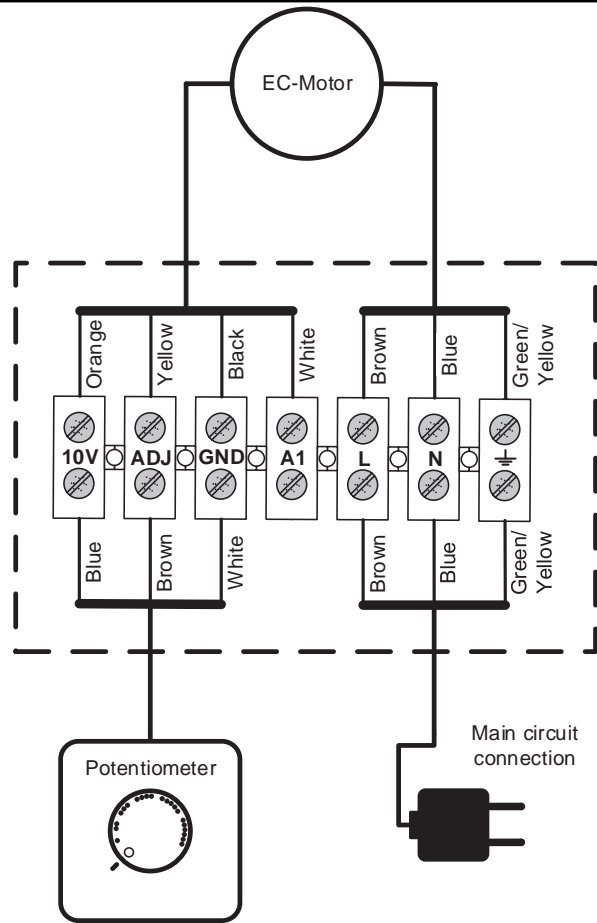 EC-Motor
Orange
Yellow
Black
White
Brown
Blue
Green/
Yellow
10V
ADJ
GND
A1
L
N
Blue
Brown
White
Brown
Blue
Green/
Yellow
Potentiometer
Main circuit
connection